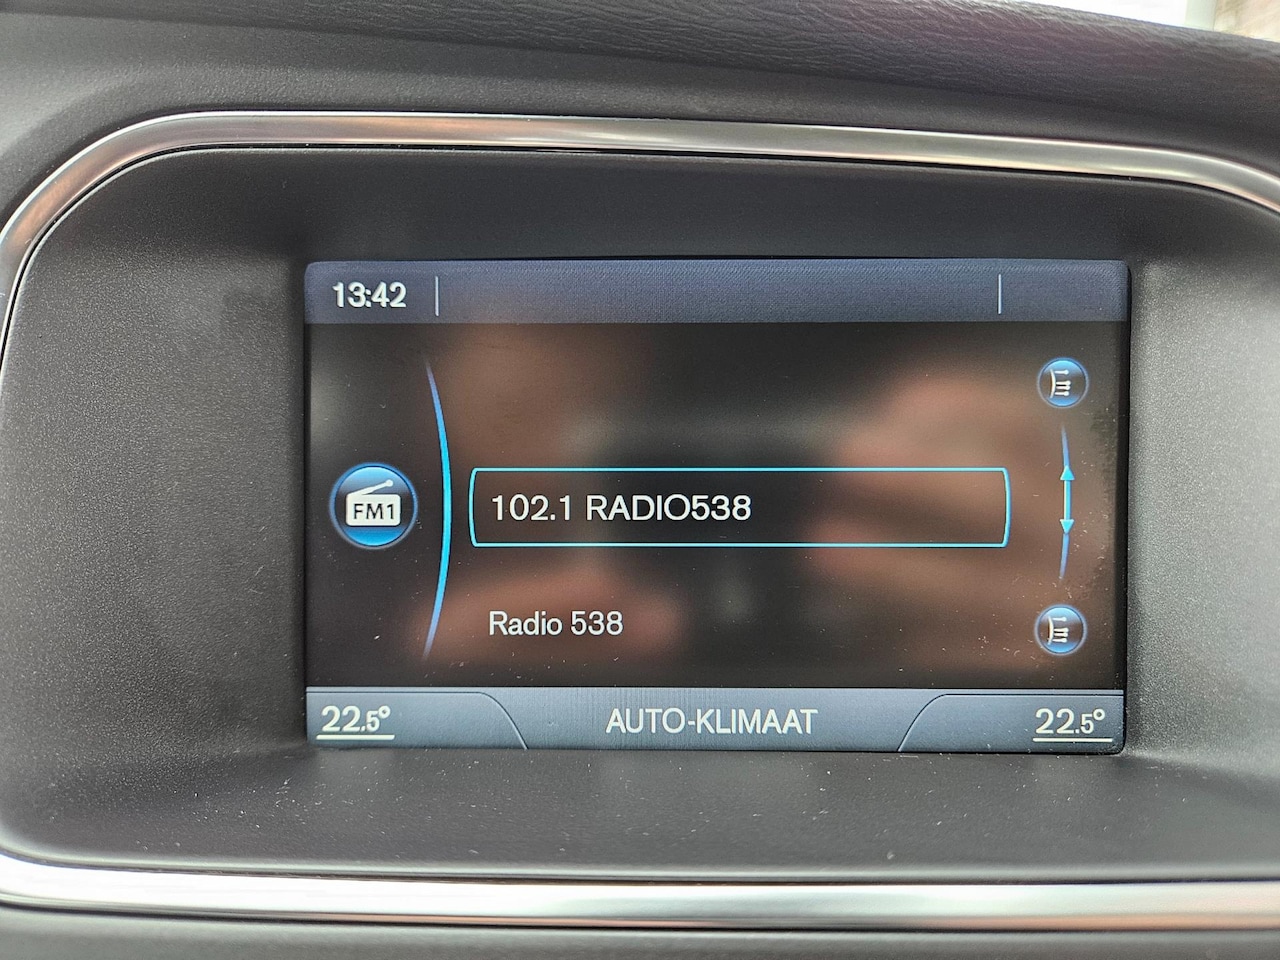 13:42
FM1
102.1 RADIO538
Radio 538
22.5° AUTO-KLIMAAT 22.5°